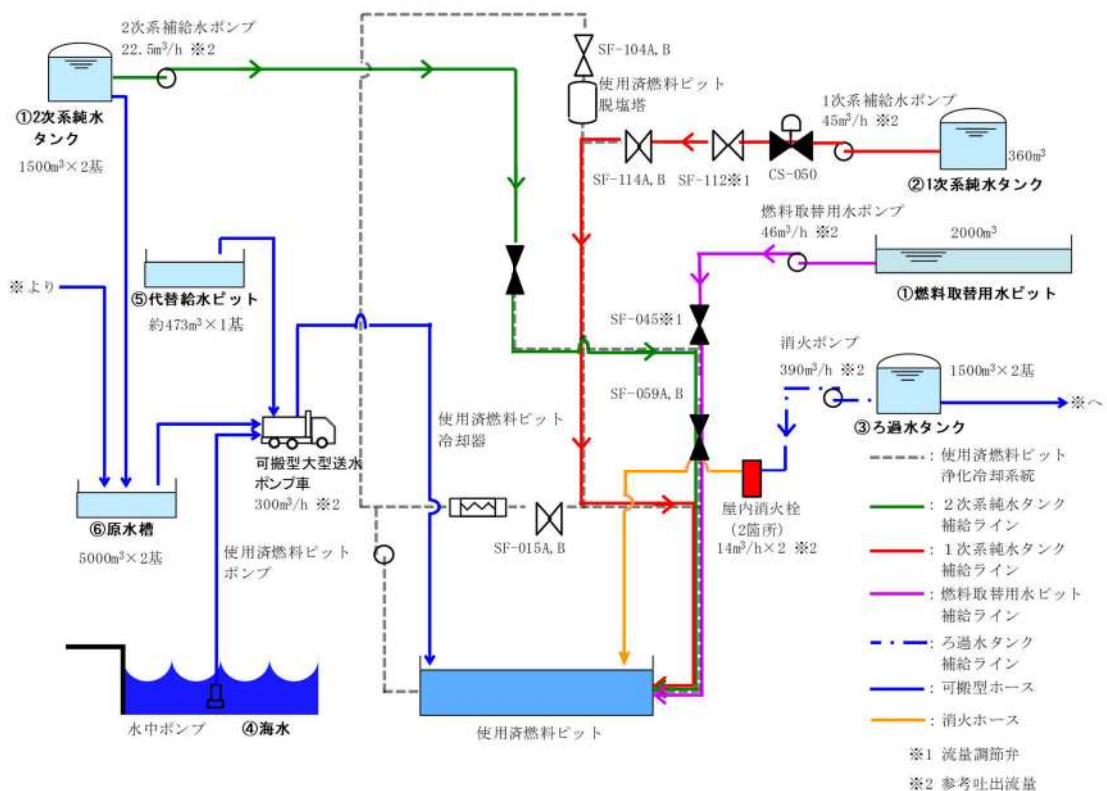 2次系補給水ポンプ
22.5m³/h ※2
①2次系純水
タンク
1500m³×2基
SF-104A,B
使用済燃料ピット
脱塩塔
1次系補給水ポンプ
45m³/h ※2
360m³
②1次系純水タンク
SF-114A,B
SF-112※1
CS-050
燃料取替用水ポンプ
46m³/h ※2
2000m³
①燃料取替用水ピット
※より
⑤代替給水ピット
約473m³×1基
SF-045※1
消火ポンプ
390m³/h ※2
1500m³×2基
※へ
③ろ過水タンク
SF-059A,B
使用済燃料ピット
冷却器
可搬型大型送水
ポンプ車
300m³/h ※2
⑥原水槽
5000m³×2基
使用済燃料ピット
ポンプ
SF-015A,B
屋内消火栓
(2箇所)
14m³/h×2 ※2
水中ポンプ
④海水
使用済燃料ピット
:使用済燃料ピット
浄化冷却系統
:2次系純水タンク
補給ライン
:1次系純水タンク
補給ライン
:燃料取替用水ピット
補給ライン
:ろ過水タンク
補給ライン
:可搬型ホース
:消火ホース
※1 流量調節弁
※2 参考吐出流量